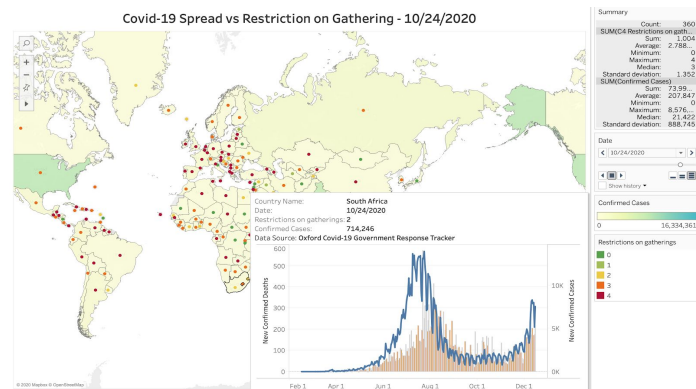 Covid-19 Spread vs Restriction on Gathering - 10/24/2020
Summary
Count: 360
SUM(C4 Restrictions on gath...
Sum: 1,004
Average: 2.788...
Minimum: 0
Maximum: 4
Median: 3
Standard deviation: 1.352
SUM(Confirmed Cases)
Sum: 73,99...
Average: 207,847
Minimum: 0
Maximum: 8,576,...
Median: 21,422
Standard deviation: 888,745
Date
10/24/2020
Show history
Confirmed Cases
0 16,334,361
Restrictions on gatherings
0
1
2
3
4
Country Name: South Africa
Date: 10/24/2020
Restrictions on gatherings: 2
Confirmed Cases: 714,246
Data Source: Oxford Covid-19 Government Response Tracker
New Confirmed Deaths
600
500
400
300
200
100
0
New Confirmed Cases
10K
5K
0K
Feb 1 Apr 1 Jun 1 Aug 1 Oct 1 Dec 1
© 2020 Mapbox © OpenStreetMap